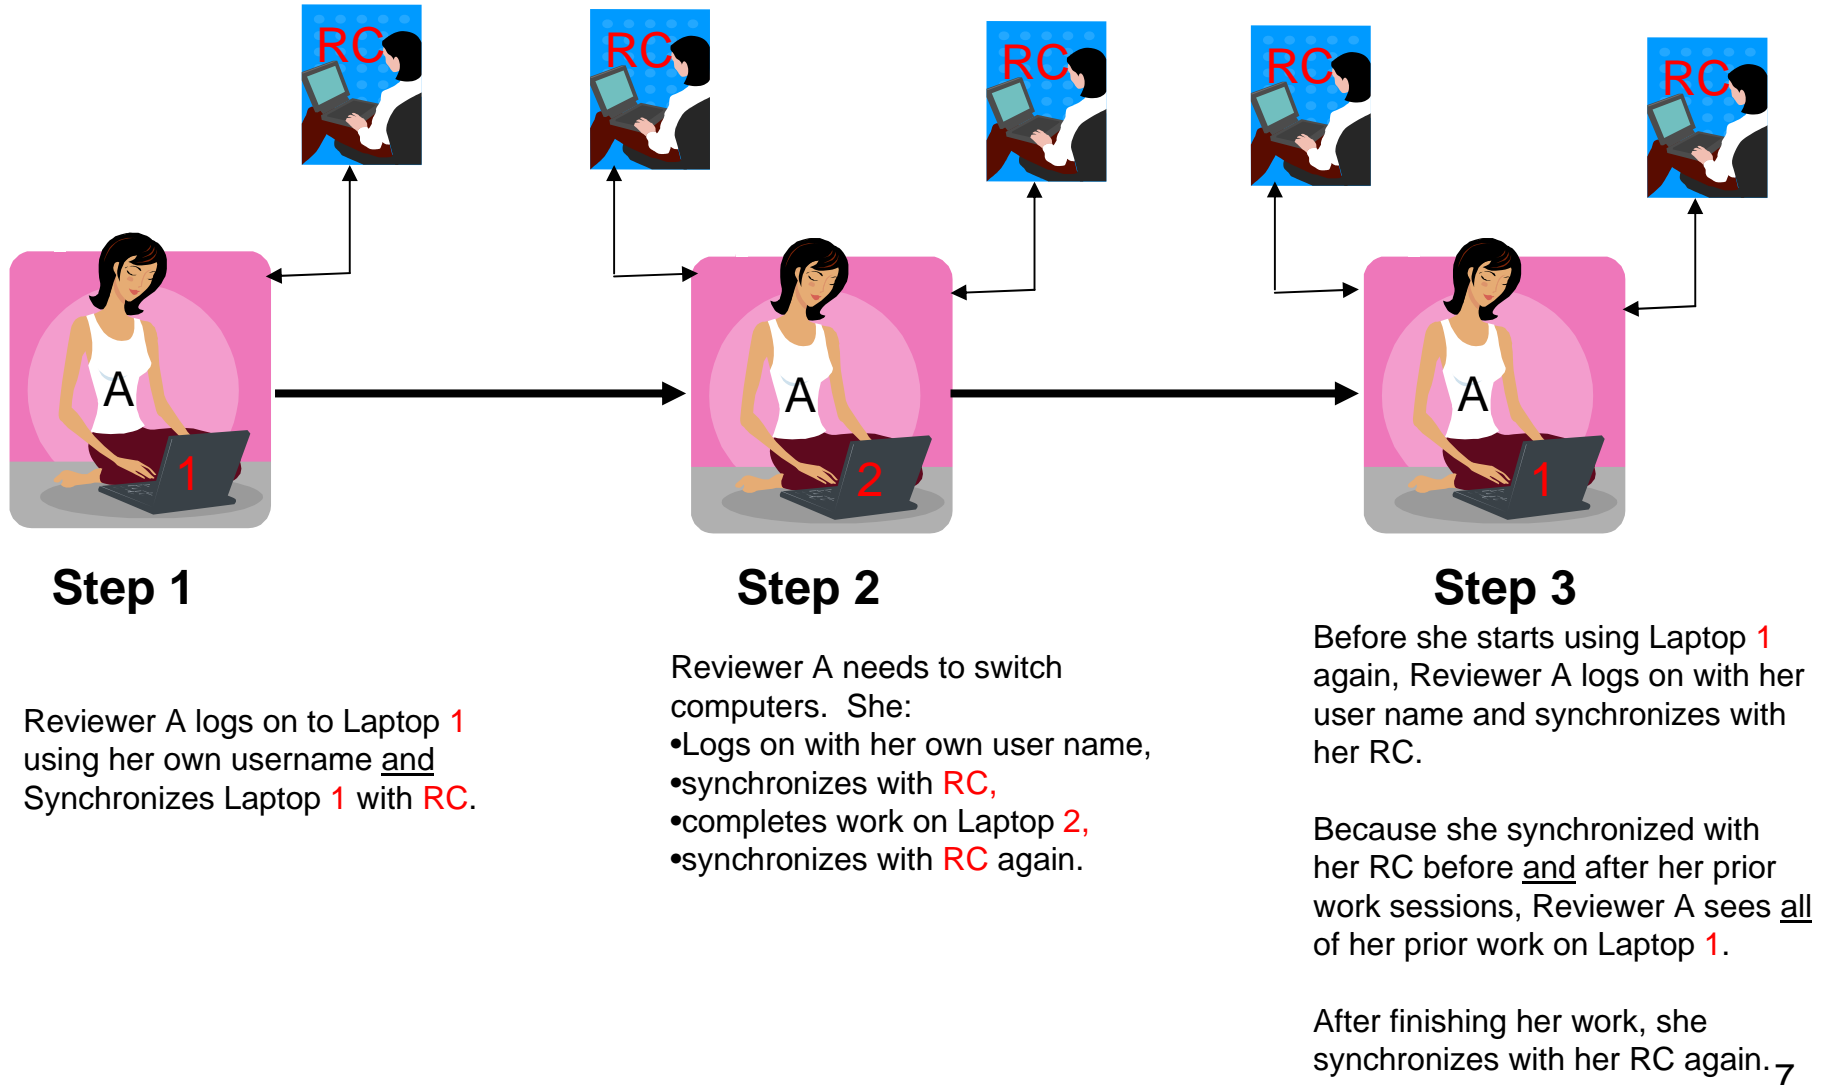 RC
RC
RC
RC
RC
A
1
A
2
A
1
Step 1
Reviewer A logs on to Laptop 1
using her own username and
Synchronizes Laptop 1 with RC.
Step 2
Reviewer A needs to switch
computers.  She:
•Logs on with her own user name,
•synchronizes with RC,
•completes work on Laptop 2,
•synchronizes with RC again.
Step 3
Before she starts using Laptop 1
again, Reviewer A logs on with her
user name and synchronizes with
her RC.
Because she synchronized with
her RC before and after her prior
work sessions, Reviewer A sees all
of her prior work on Laptop 1.
After finishing her work, she
synchronizes with her RC again.
7